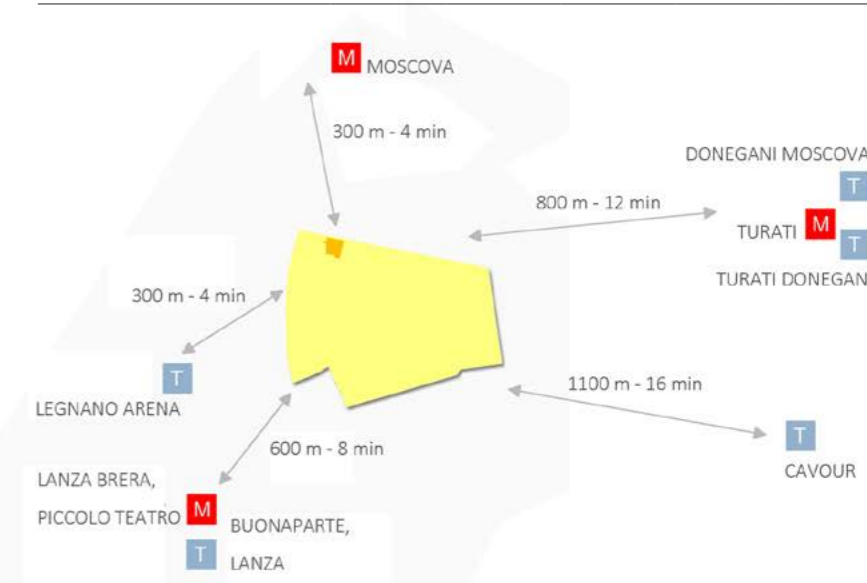 M MOSCOVA
300 m - 4 min
DONEGANI MOSCOVA
T
800 m - 12 min
TURATI M
T
TURATI DONEGAN
300 m - 4 min
T
LEGNANO ARENA
1100 m - 16 min
T
CAVOUR
600 m - 8 min
LANZA BRERA,
PICCOLO TEATRO M
BUONAPARTE,
T LANZA